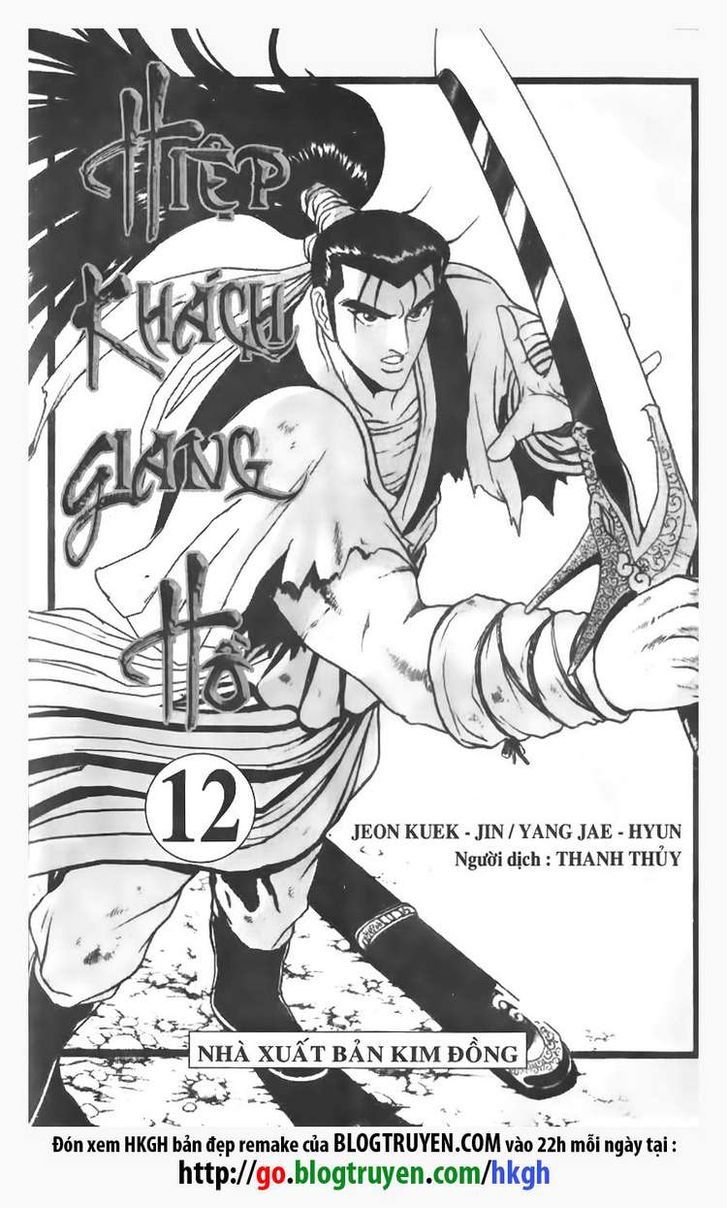 HIỆP
KHÁCH
GIANG
HỒ
12
JEON KUEK - JIN / YANG JAE - HYUN
Người dịch : THANH THỦY
NHÀ XUẤT BẢN KIM ĐỒNG
Đón xem HKGH bản đẹp remake của BLOGTRUYEN.COM vào 22h mỗi ngày tại :
http://go.blogtruyen.com/hkgh